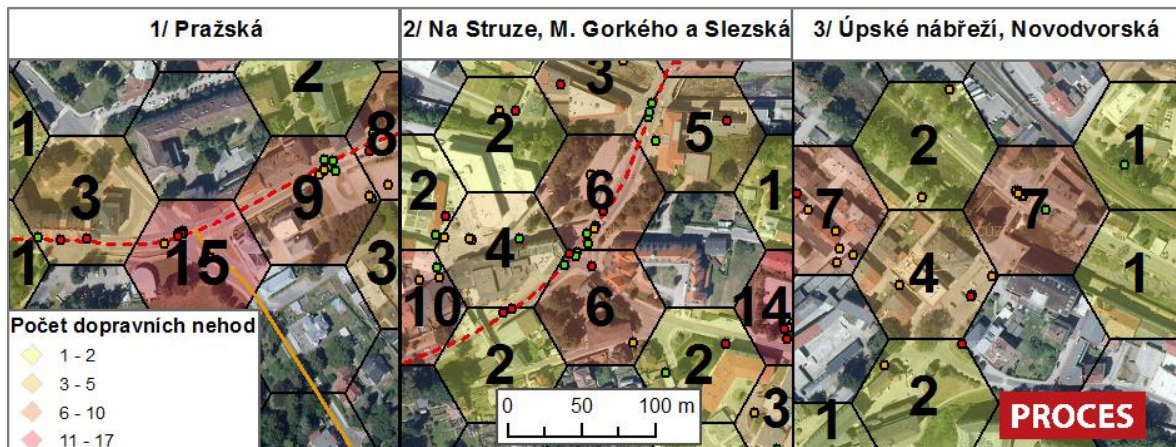 1/ Pražská
2/ Na Struze, M. Gorkého a Slezská
3/ Úpské nábřeží, Novodvorská
2
1
8
3
9
1
15
3
Počet dopravních nehod
1 - 2
3 - 5
6 - 10
11 - 17
3
2
5
2
6
1
4
10
6
14
2
2
3
0 50 100 m
2
1
7
7
4
1
2
1
PROCES